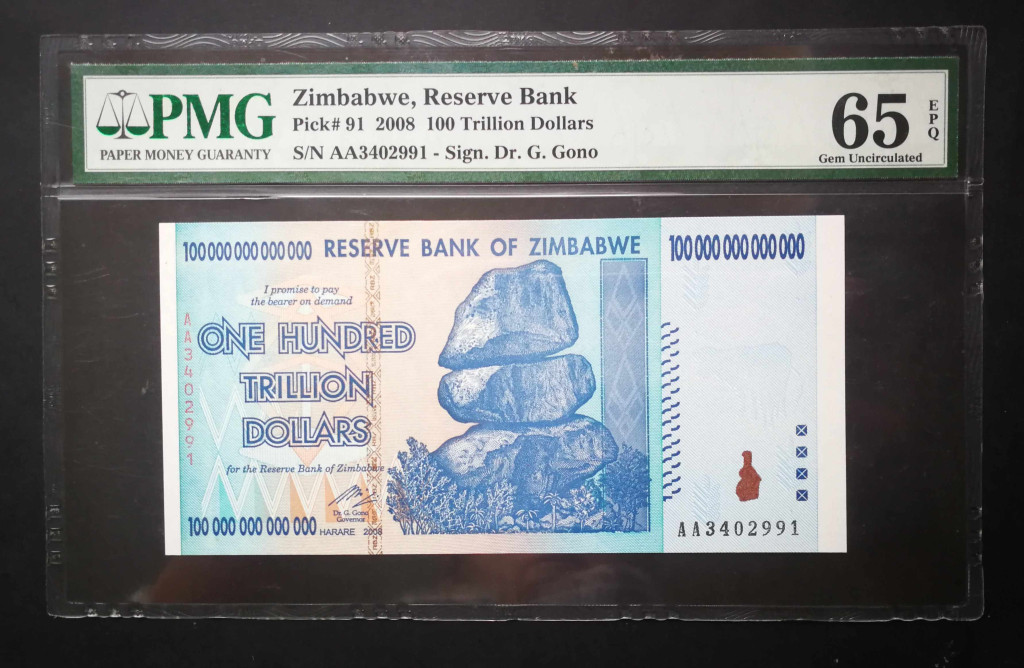 PMG
PAPER MONEY GUARANTY
Zimbabwe, Reserve Bank
Pick# 91 2008 100 Trillion Dollars
S/N AA3402991 - Sign. Dr. G. Gono
65
EPQ
Gem Uncirculated
100 000 000 000 000 RESERVE BANK OF ZIMBABWE 100 000 000 000 000
I promise to pay
the bearer on demand
ONE HUNDRED
TRILLION
DOLLARS
AA3402991
for the Reserve Bank of Zimbabwe
Dr. G. Gono
Governor
100 000 000 000 000 HARARE 2008
AA3402991